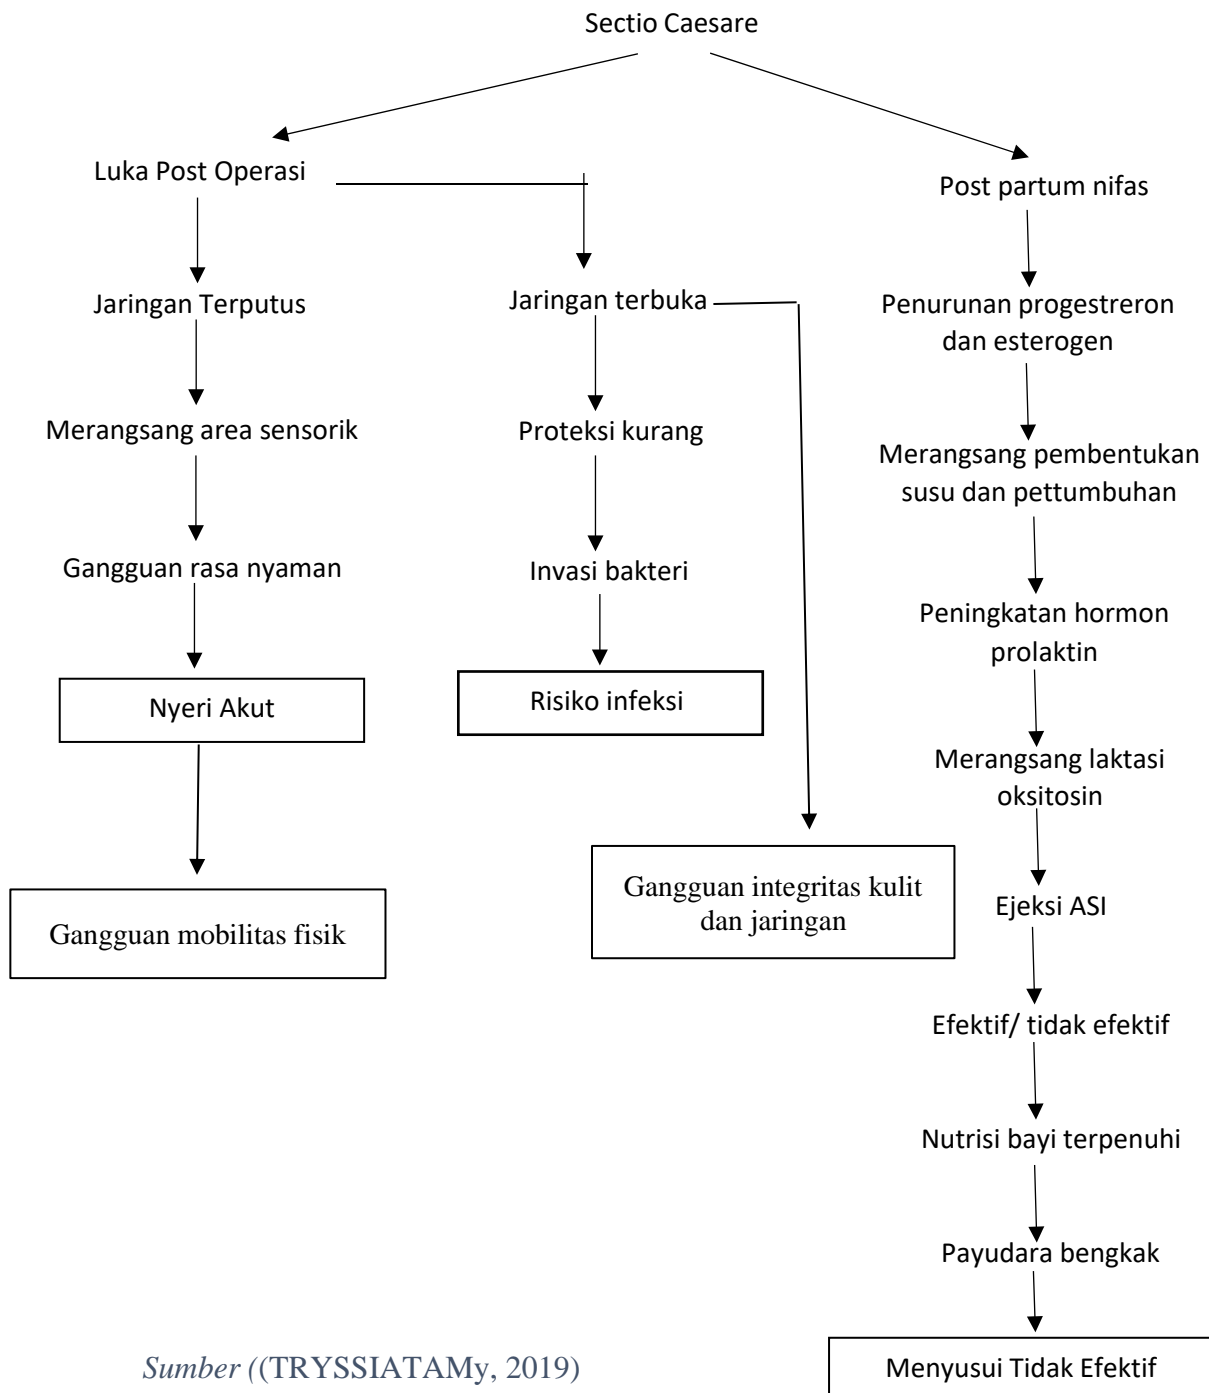 Sectio Caesare
Luka Post Operasi
Post partum nifas
Jaringan Terputus
Jaringan terbuka
Penurunan progestreron
dan esterogen
Merangsang area sensorik
Proteksi kurang
Merangsang pembentukan
susu dan pettumbuhan
Gangguan rasa nyaman
Invasi bakteri
Peningkatan hormon
prolaktin
Nyeri Akut
Risiko infeksi
Merangsang laktasi
oksitosin
Gangguan mobilitas fisik
Gangguan integritas kulit
dan jaringan
Ejeksi ASI
Efektif/ tidak efektif
Nutrisi bayi terpenuhi
Payudara bengkak
Menyusui Tidak Efektif
Sumber ((TRYSSIATAMy, 2019)